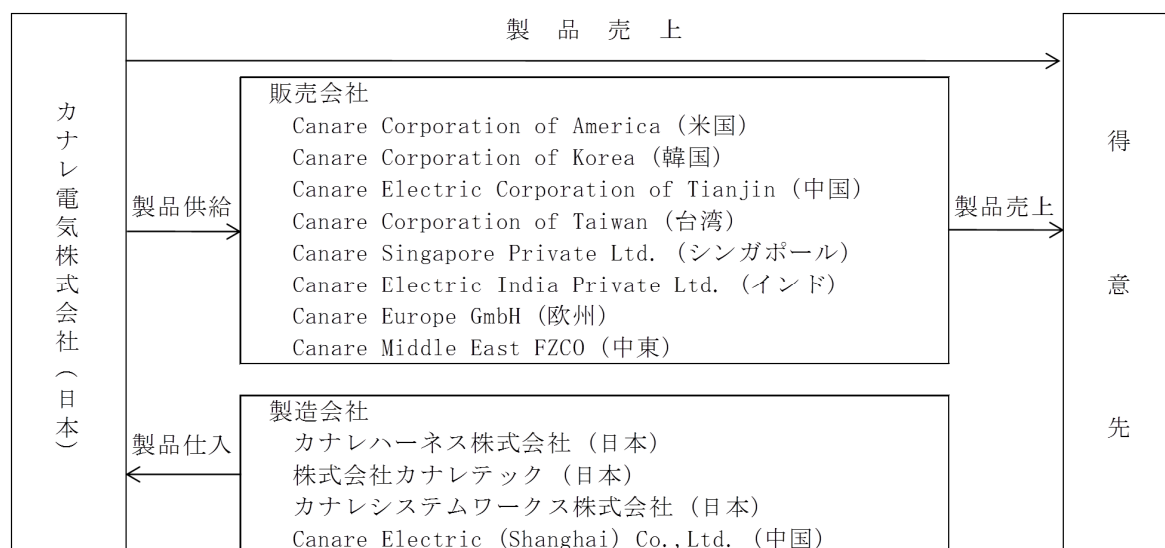 製品売上
カナレ電気株式会社（日本）
製品供給
販売会社
Canare Corporation of America (米国)
Canare Corporation of Korea (韓国)
Canare Electric Corporation of Tianjin (中国)
Canare Corporation of Taiwan (台湾)
Canare Singapore Private Ltd. (シンガポール)
Canare Electric India Private Ltd. (インド)
Canare Europe GmbH (欧州)
Canare Middle East FZCO (中東)
製品売上
得意先
製品仕入
製造会社
カナレハーネス株式会社 (日本)
株式会社カナレテック (日本)
カナレシステムワークス株式会社 (日本)
Canare Electric (Shanghai) Co.,Ltd. (中国)